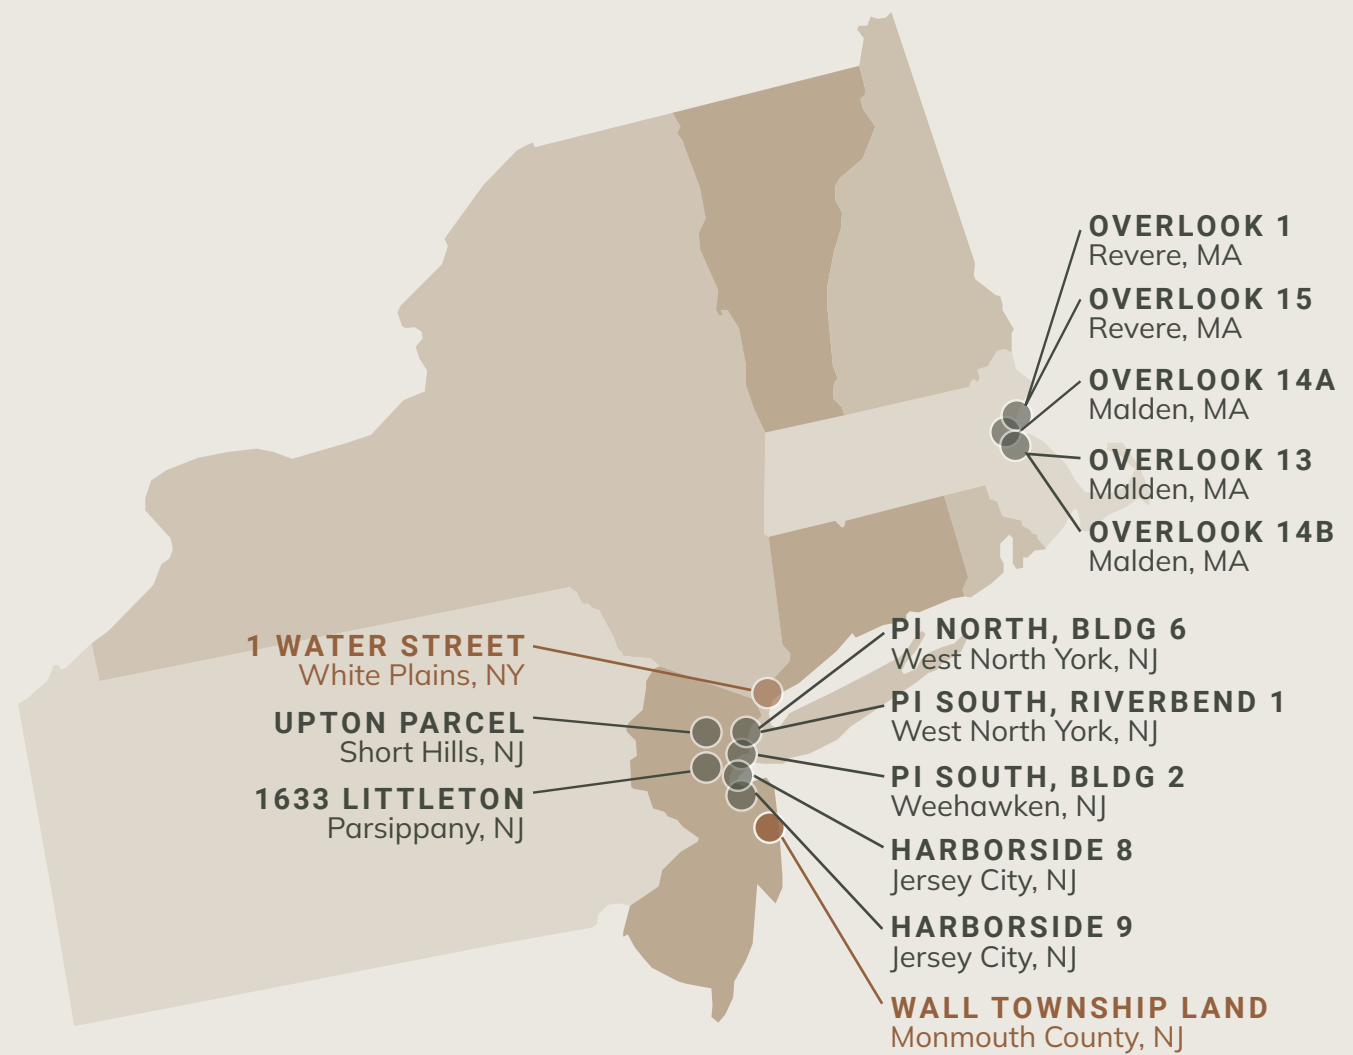 OVERLOOK 1
Revere, MA
OVERLOOK 15
Revere, MA
OVERLOOK 14A
Malden, MA
OVERLOOK 13
Malden, MA
OVERLOOK 14B
Malden, MA
1 WATER STREET
White Plains, NY
UPTON PARCEL
Short Hills, NJ
1633 LITTLETON
Parsippany, NJ
PI NORTH, BLDG 6
West North York, NJ
PI SOUTH, RIVERBEND 1
West North York, NJ
PI SOUTH, BLDG 2
Weehawken, NJ
HARBORSIDE 8
Jersey City, NJ
HARBORSIDE 9
Jersey City, NJ
WALL TOWNSHIP LAND
Monmouth County, NJ